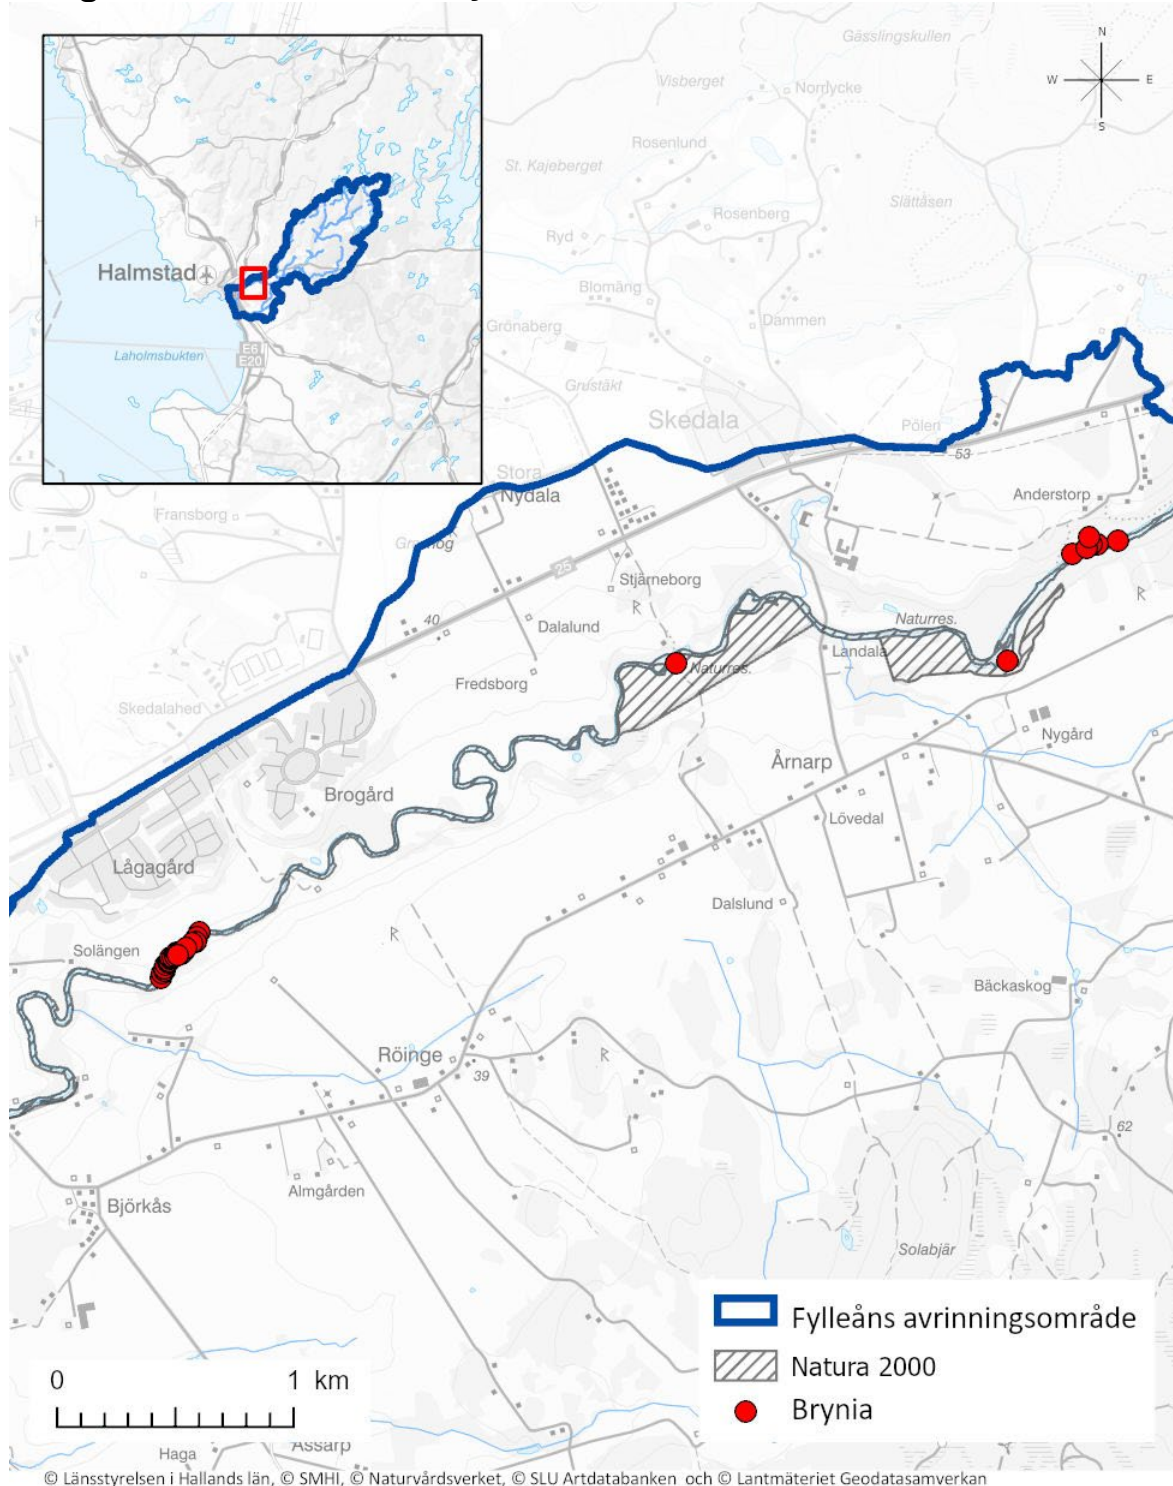 Gässlingskullen
N
W
E
S
Visberget
Norrlycke
Rosenlund
St. Kajeberget
Slättåsen
Rosenberg
Ryd
Halmstad
Blomäng
Dammen
Grönaberg
Laholmsbukten
E6
E20
Grustäkt
Skedala
Pölen
53
Stora
Nydala
Anderstorp
Fransborg
25
Stjärneborg
R
R
40
Dalalund
Naturres.
Landala
Naturres.
Fredsborg
Skedalahed
Nygård
Årnarp
Brogård
Lövedal
Lågagård
Dalslund
R
Solängen
Bäckaskog
Röinge
R
39
62
Almgården
Björkås
Solabjär
Fylleåns avrinningsområde
Natura 2000
Brynia
0
1 km
Haga
Assarp
© Länsstyrelsen i Hallands län, © SMHI, © Naturvårdsverket, © SLU Artdatabanken och © Lantmäteriet Geodatasamverkan